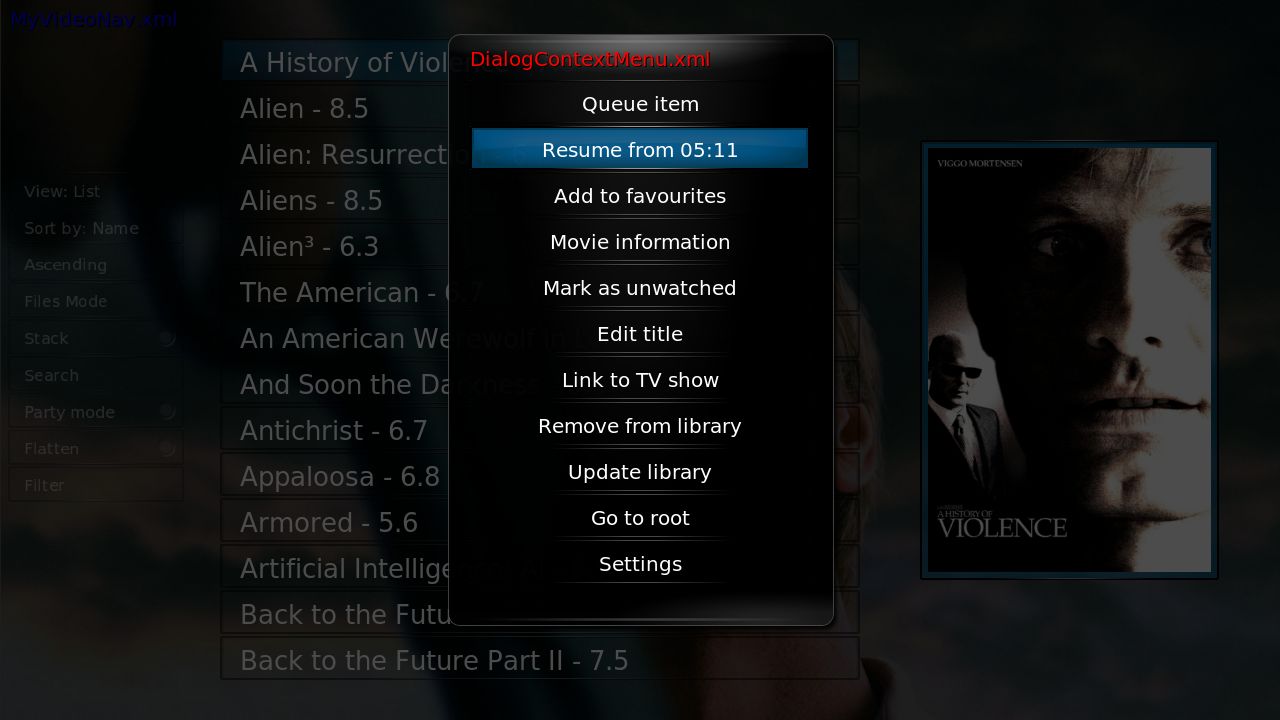 MyVideoNav.xml
View: List
Sort by: Name
Ascending
Files Mode
Stack
Search
Party mode
Flatten
Filter
A History of Viole
Alien - 8.5
Alien: Resurrection - 6
Aliens - 8.5
Alien³ - 6.3
The American - 6.7
An American Werewolf in L
And Soon the Darkness
Antichrist - 6.7
Appaloosa - 6.8
Armored - 5.6
Artificial Intelligence: AI
Back to the Futu
Back to the Future Part II - 7.5
DialogContextMenu.xml
Queue item
Resume from 05:11
Add to favourites
Movie information
Mark as unwatched
Edit title
Link to TV show
Remove from library
Update library
Go to root
Settings
VIGGO MORTENSEN
A HISTORY OF
VIOLENCE